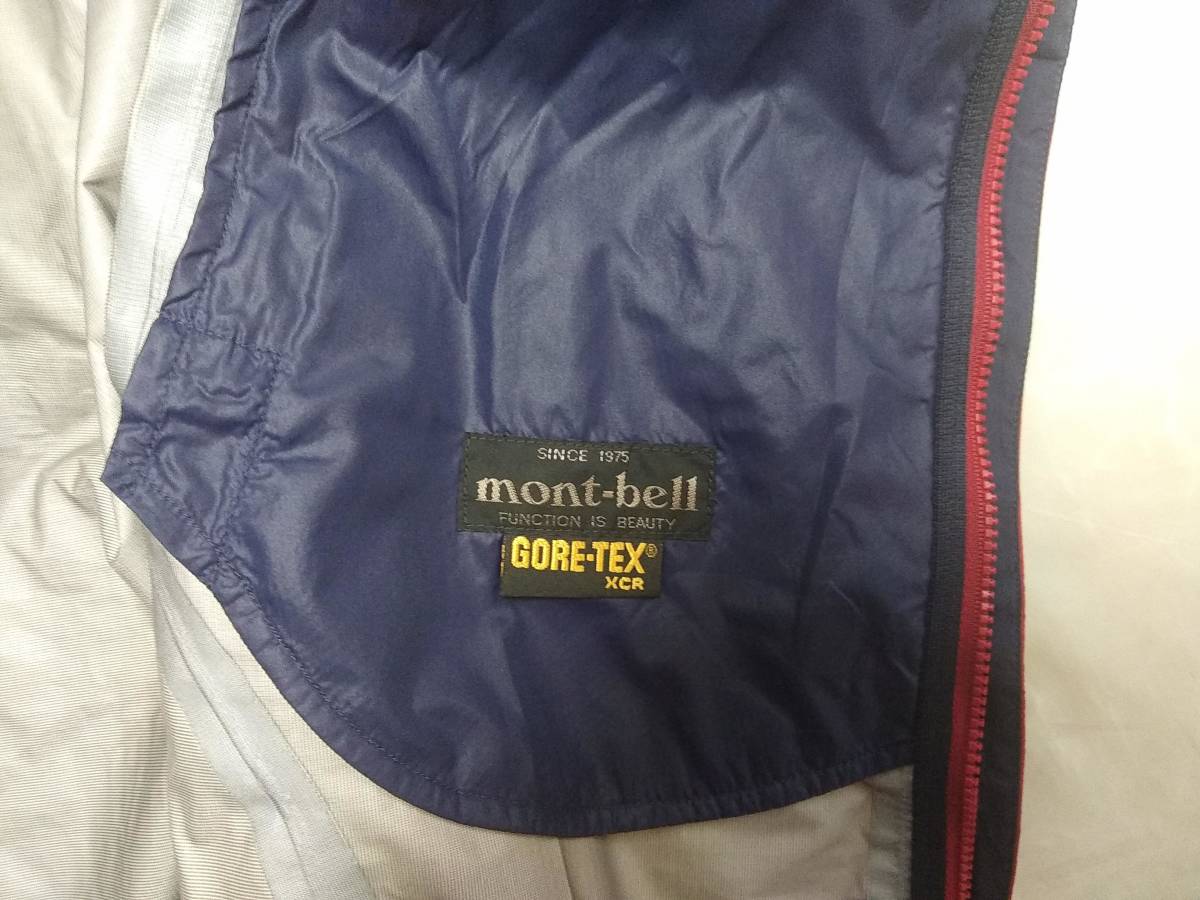 SINCE 1975
mont-bell
FUNCTION IS BEAUTY
GORE-TEX®
XCR